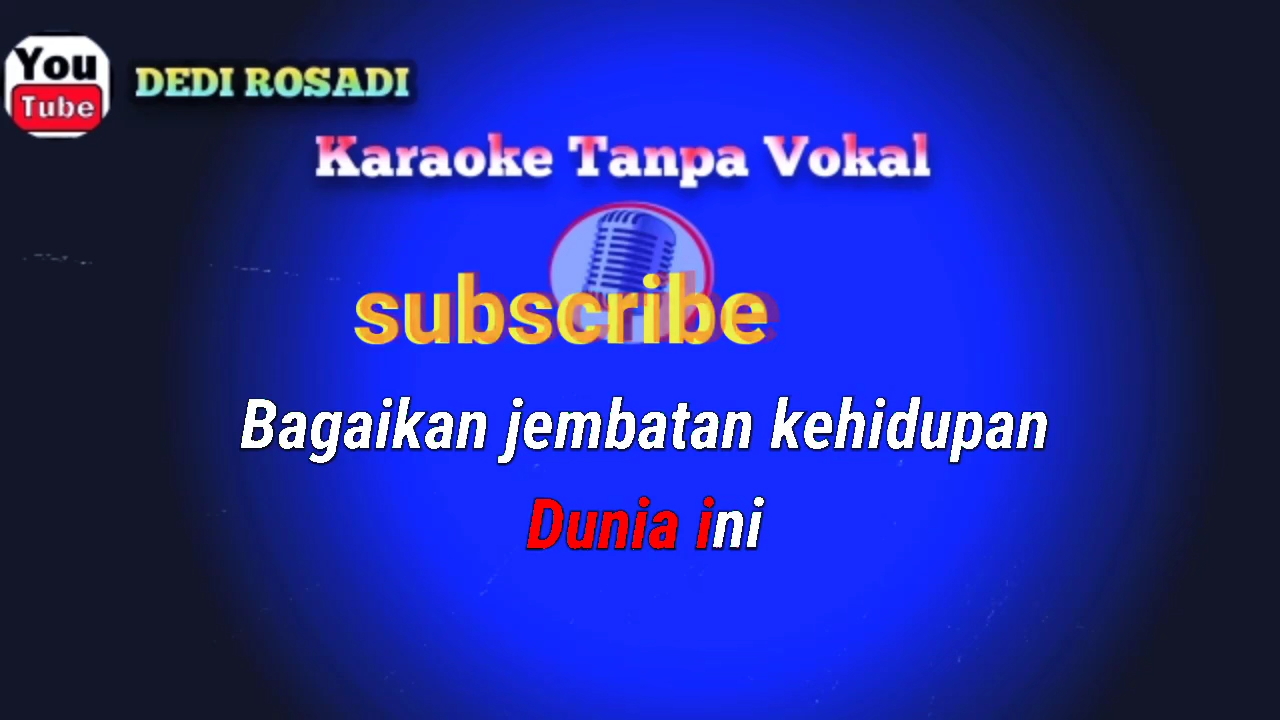 You
Tube
DEDI ROSADI
Karaoke Tanpa Vokal
subscribe
Bagaikan jembatan kehidupan
Dunia ini